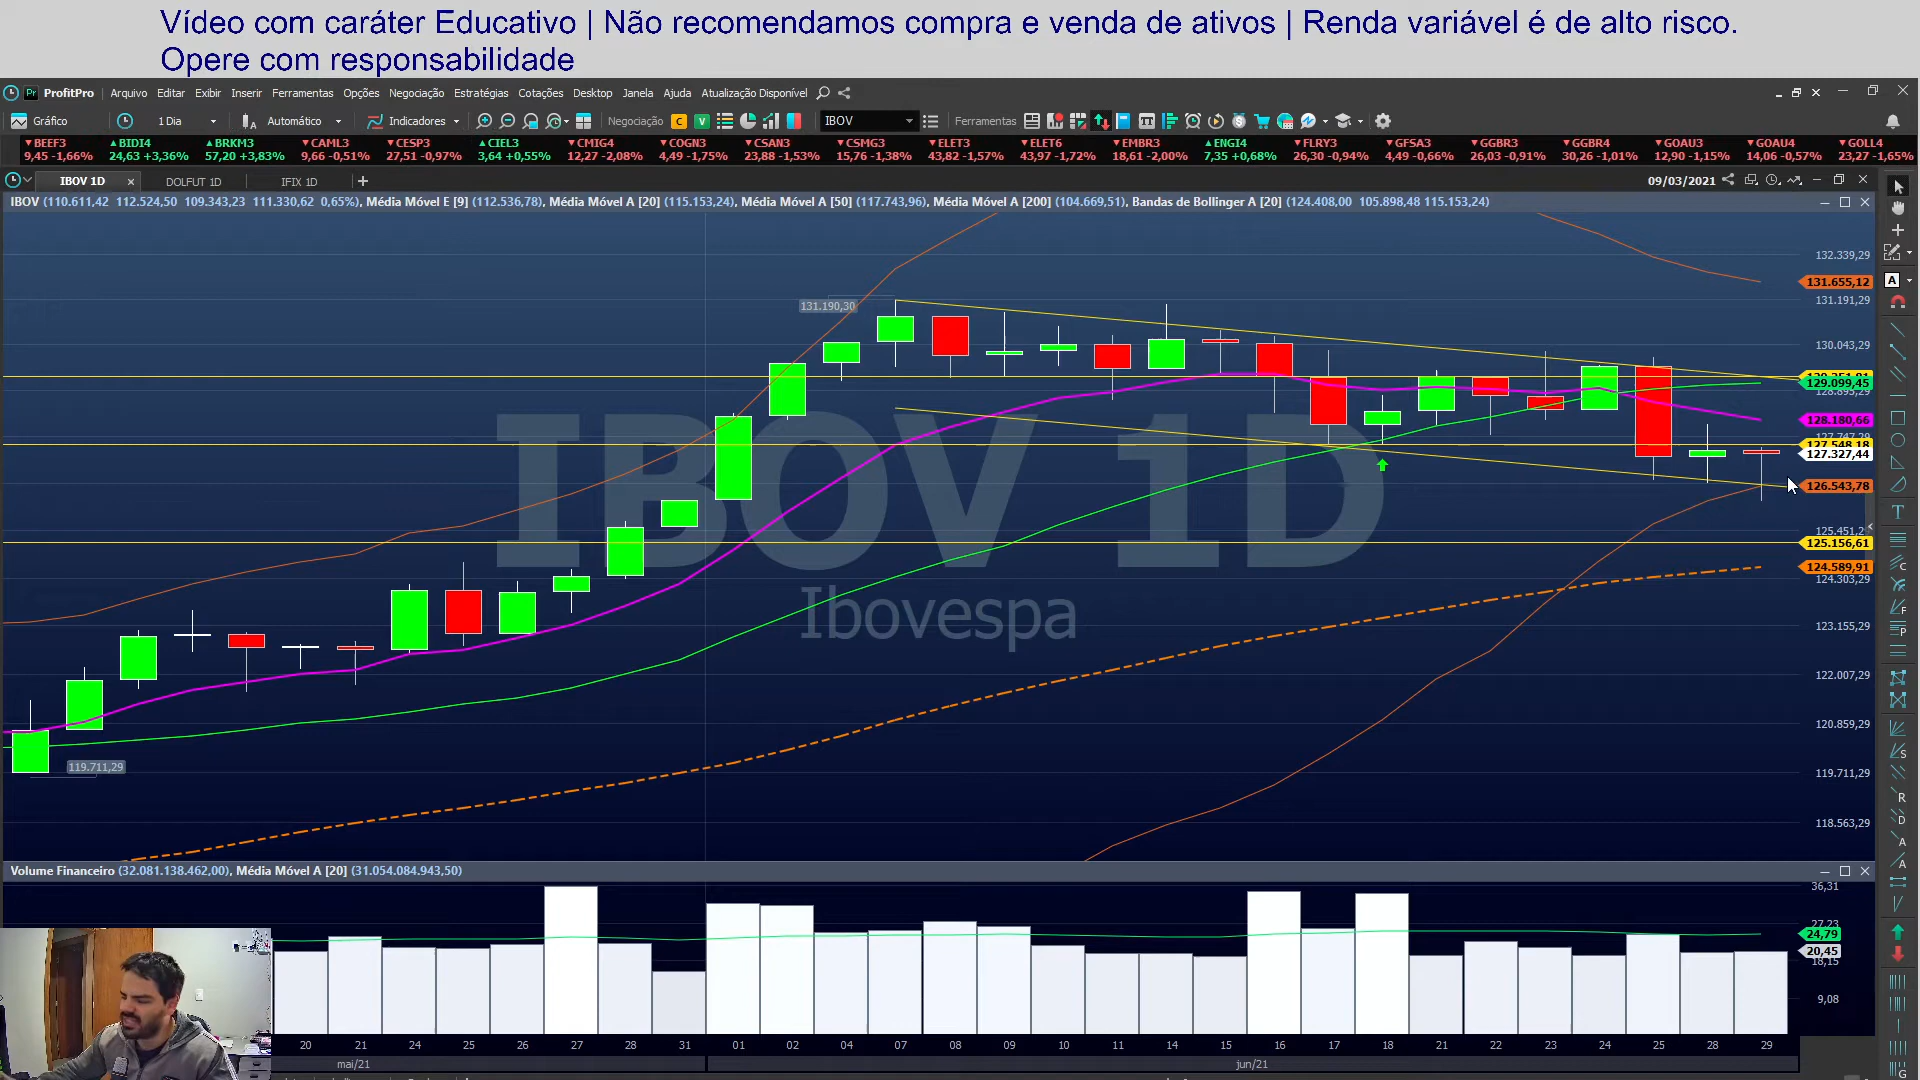 Vídeo com caráter Educativo | Não recomendamos compra e venda de ativos | Renda variável é de alto risco.
Opere com responsabilidade
Pr ProfitPro Arquivo Editar Exibir Inserir Ferramentas Opções Negociação Estratégias Cotações Desktop Janela Ajuda Atualização Disponível
Gráfico 1 Dia Automático Indicadores Negociação C V IBOV Ferramentas
BEEF3 BIDI4 BRKM3 CAML3 CESP3 CIEL3 CMIG4 COGN3 CSAN3 CSMG3 ELET3 ELET6 EMBR3 ENGI4 FLRY3 GFSA3 GGBR3 GGBR4 GOAU3 GOAU4 GOLL4
9,45 -1,66% 24,63 +3,36% 57,20 +3,83% 9,66 -0,51% 27,51 -0,97% 3,64 +0,55% 12,27 -2,08% 4,49 -1,75% 23,88 -1,53% 15,76 -1,38% 43,82 -1,57% 43,97 -1,72% 18,61 -2,00% 7,35 +0,68% 26,30 -0,94% 4,49 -0,66% 26,03 -0,91% 30,26 -1,01% 12,90 -1,15% 14,06 -0,57% 23,27 -1,65%
IBOV 1D DOLFUT 1D IFIX 1D 09/03/2021
IBOV (110.611,42 112.524,50 109.343,23 111.330,62 0,65%), Média Móvel E [9] (112.536,78), Média Móvel A [20] (115.153,24), Média Móvel A [50] (117.743,96), Média Móvel A [200] (104.669,51), Bandas de Bollinger A [20] (124.408,00 105.898,48 115.153,24)
132.339,29
131.655,12
131.191,29
131.190,30
130.043,29
129.099,45
128.180,66
127.548,18
127.327,44
126.543,78
125.156,61
124.589,91
124.303,29
123.155,29
122.007,29
120.859,29
119.711,29
119.711,29
118.563,29
IBOV 1D
Ibovespa
Volume Financeiro (32.081.138.462,00), Média Móvel A [20] (31.054.084.943,50)
36,31
27,23
24,79
20,45
18,15
9,08
20 21 24 25 26 27 28 31 01 02 04 07 08 09 10 11 14 15 16 17 18 21 22 23 24 25 28 29
mai/21 jun/21